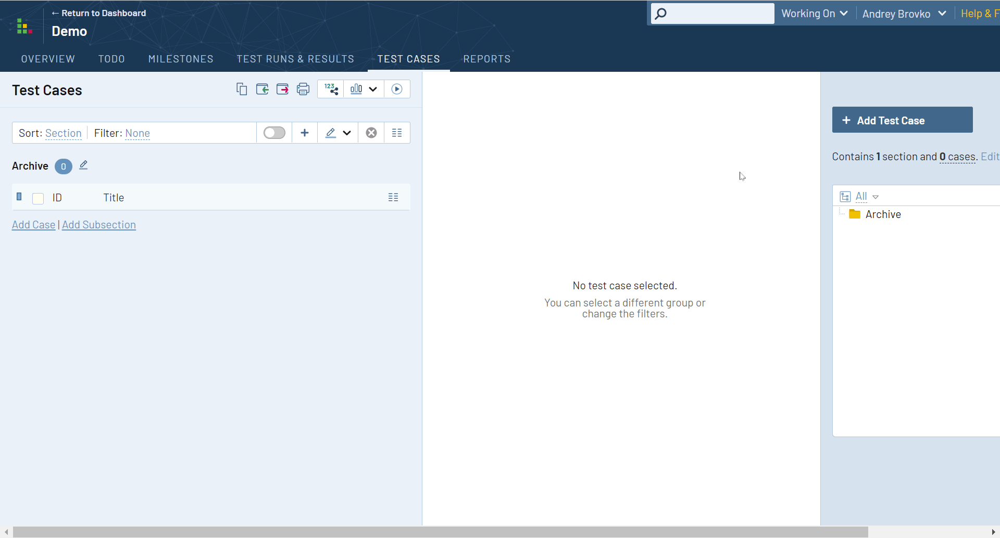 ← Return to Dashboard
Demo
Working On
Andrey Brovko
Help & F
OVERVIEW
TODO
MILESTONES
TEST RUNS & RESULTS
TEST CASES
REPORTS
Test Cases
123
Sort: Section
Filter: None
Archive 0
ID
Title
Add Case | Add Subsection
No test case selected.
You can select a different group or
change the filters.
+ Add Test Case
Contains 1 section and 0 cases. Edit
All
Archive